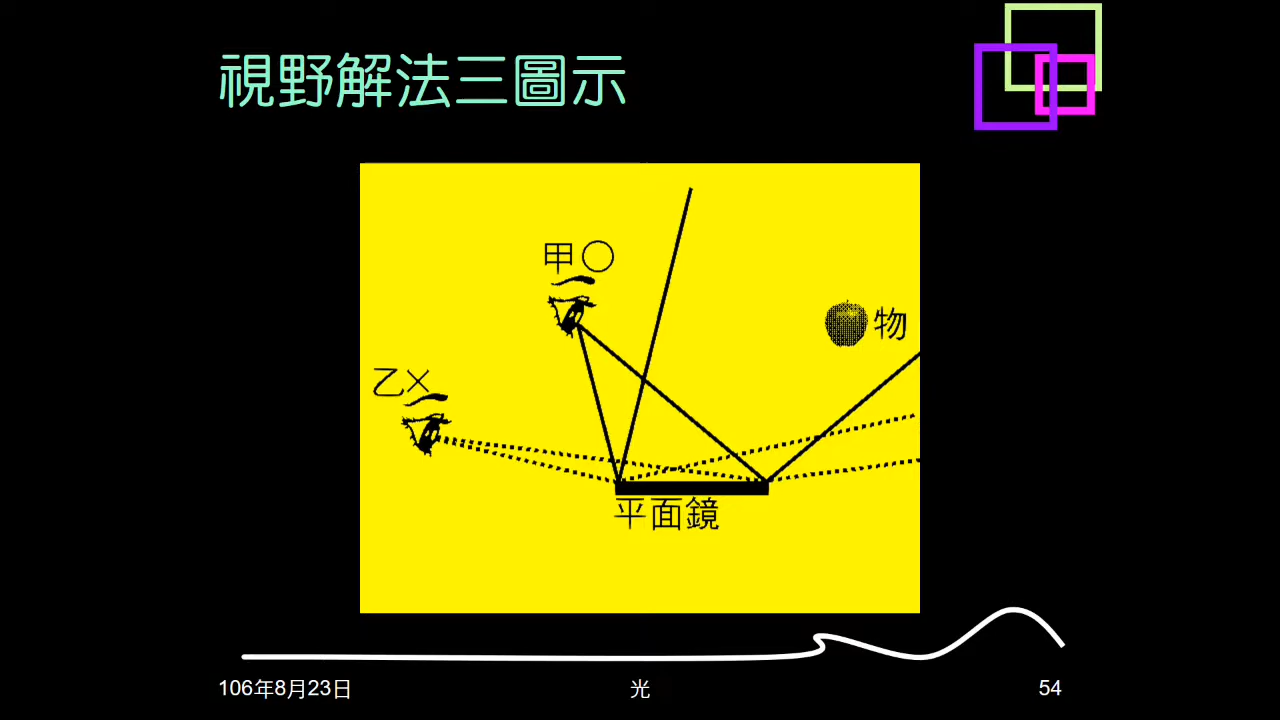 視野解法三圖示
甲○
物
乙×
平面鏡
106年8月23日
光
54